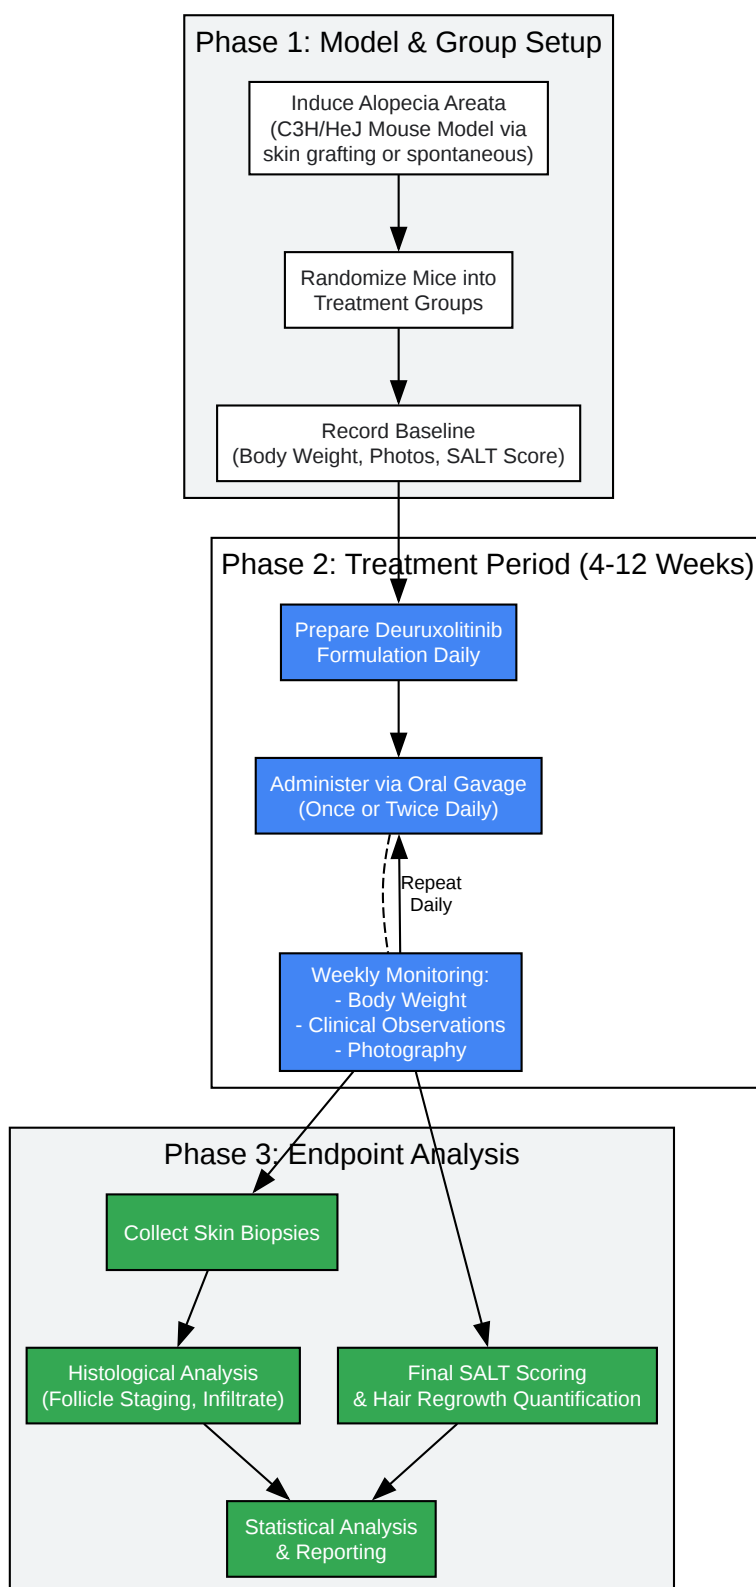 Phase 1: Model & Group Setup
Induce Alopecia Areata
(C3H/HeJ Mouse Model via
skin grafting or spontaneous)
Randomize Mice into
Treatment Groups
Record Baseline
(Body Weight, Photos, SALT Score)
Phase 2: Treatment Period (4-12 Weeks)
Prepare Deuruxolitinib
Formulation Daily
Administer via Oral Gavage
(Once or Twice Daily)
Repeat
Daily
Weekly Monitoring:
- Body Weight
- Clinical Observations
- Photography
Phase 3: Endpoint Analysis
Collect Skin Biopsies
Histological Analysis
(Follicle Staging, Infiltrate)
Final SALT Scoring
& Hair Regrowth Quantification
Statistical Analysis
& Reporting